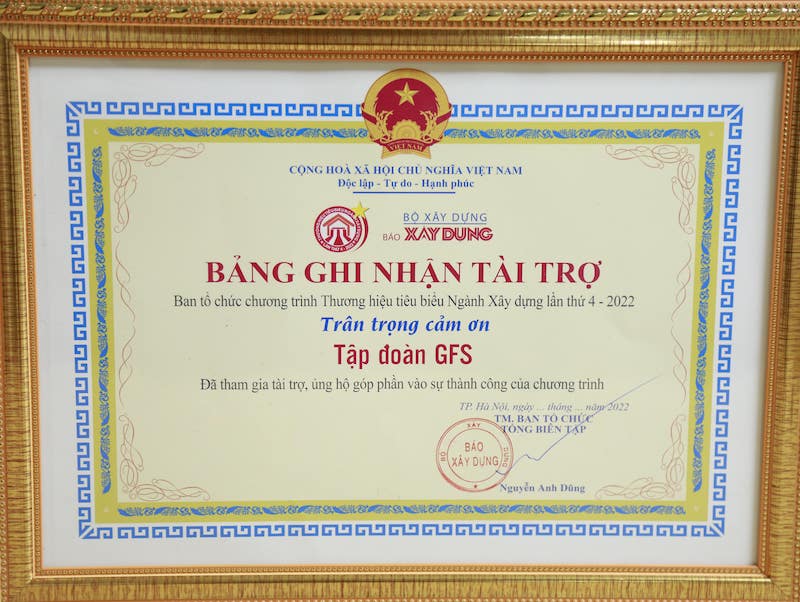 VIỆT NAM
CỘNG HOÀ XÃ HỘI CHỦ NGHĨA VIỆT NAM
Độc lập - Tự do - Hạnh phúc
BỘ XÂY DỰNG
BÁO XAYDUNG
BẢNG GHI NHẬN TÀI TRỢ
Ban tổ chức chương trình Thương hiệu tiêu biểu Ngành Xây dựng lần thứ 4 - 2022
Trân trọng cảm ơn
Tập đoàn GFS
Đã tham gia tài trợ, ủng hộ góp phần vào sự thành công của chương trình
TP. Hà Nội, ngày ... tháng ... năm 2022
TM. BAN TỔ CHỨC
TỔNG BIÊN TẬP
BỘ XÂY DỰNG
BÁO
XÂY DỰNG
Nguyễn Anh Dũng